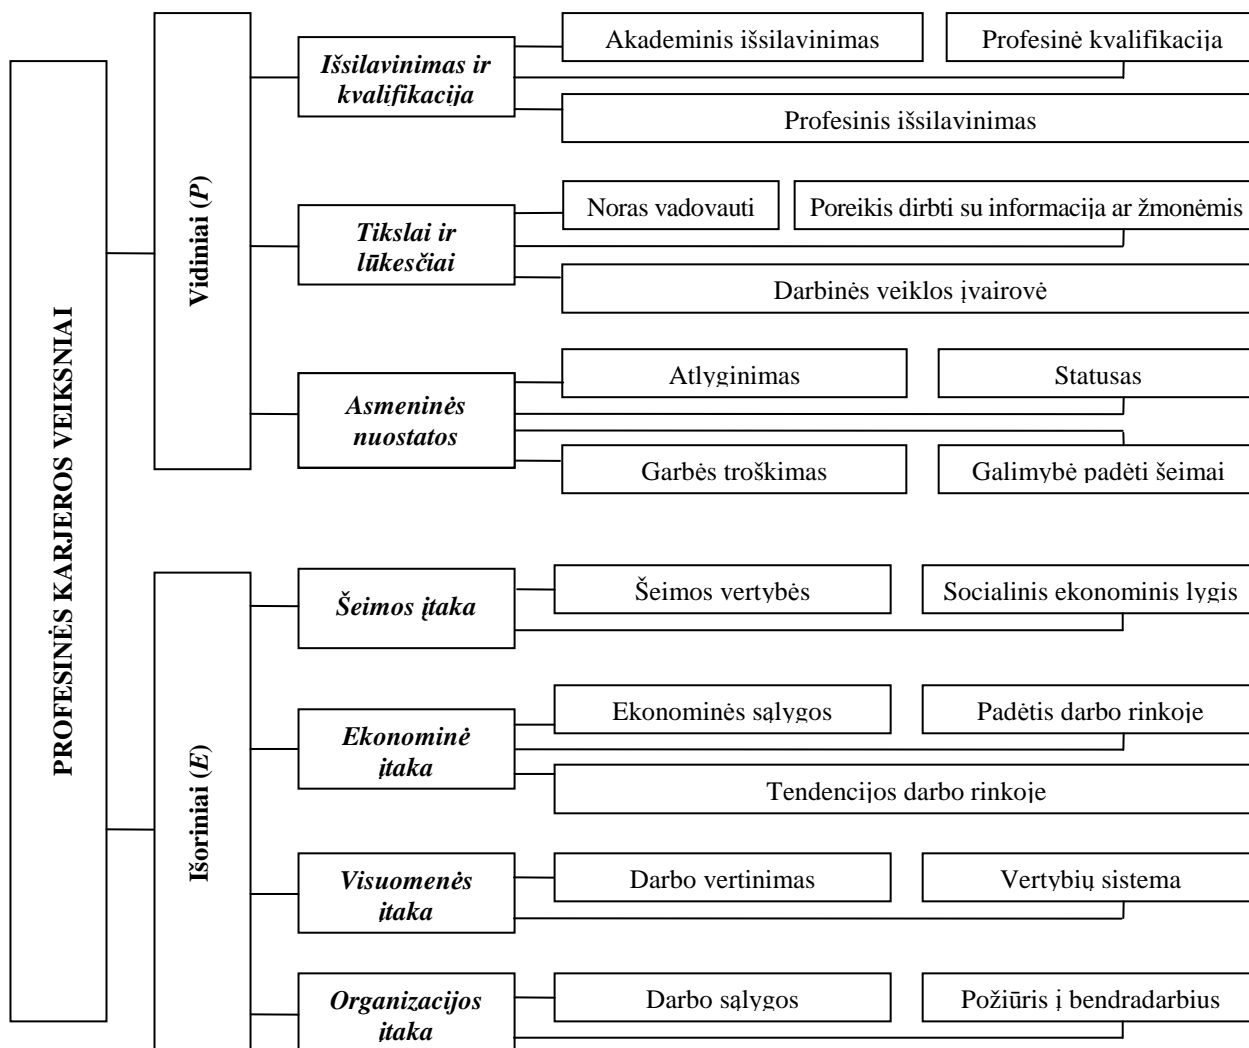 PROFESINĖS KARJEROS VEIKSNIAI
Vidiniai (P)
Išsilavinimas ir
kvalifikacija
Akademinis išsilavinimas
Profesinė kvalifikacija
Profesinis išsilavinimas
Tikslai ir
lūkesčiai
Noras vadovauti
Poreikis dirbti su informacija ar žmonėmis
Darbinės veiklos įvairovė
Asmeninės
nuostatos
Atlyginimas
Statusas
Garbės troškimas
Galimybė padėti šeimai
Išoriniai (E)
Šeimos įtaka
Šeimos vertybės
Socialinis ekonominis lygis
Ekonominė
įtaka
Ekonominės sąlygos
Padėtis darbo rinkoje
Tendencijos darbo rinkoje
Visuomenės
įtaka
Darbo vertinimas
Vertybių sistema
Organizacijos
įtaka
Darbo sąlygos
Požiūris į bendradarbius